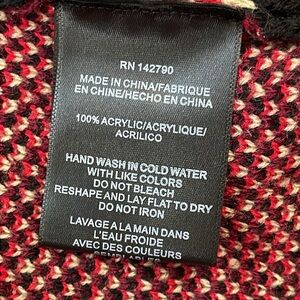 RN 142790
MADE IN CHINA/FABRIQUE
EN CHINE/HECHO EN CHINA
100% ACRYLIC/ACRYLIQUE/
ACRILICO
HAND WASH IN COLD WATER
WITH LIKE COLORS
DO NOT BLEACH
RESHAPE AND LAY FLAT TO DRY
DO NOT IRON
LAVAGE A LA MAIN DANS
L'EAU FROIDE
AVEC DES COULEURS
SEMBLABLES